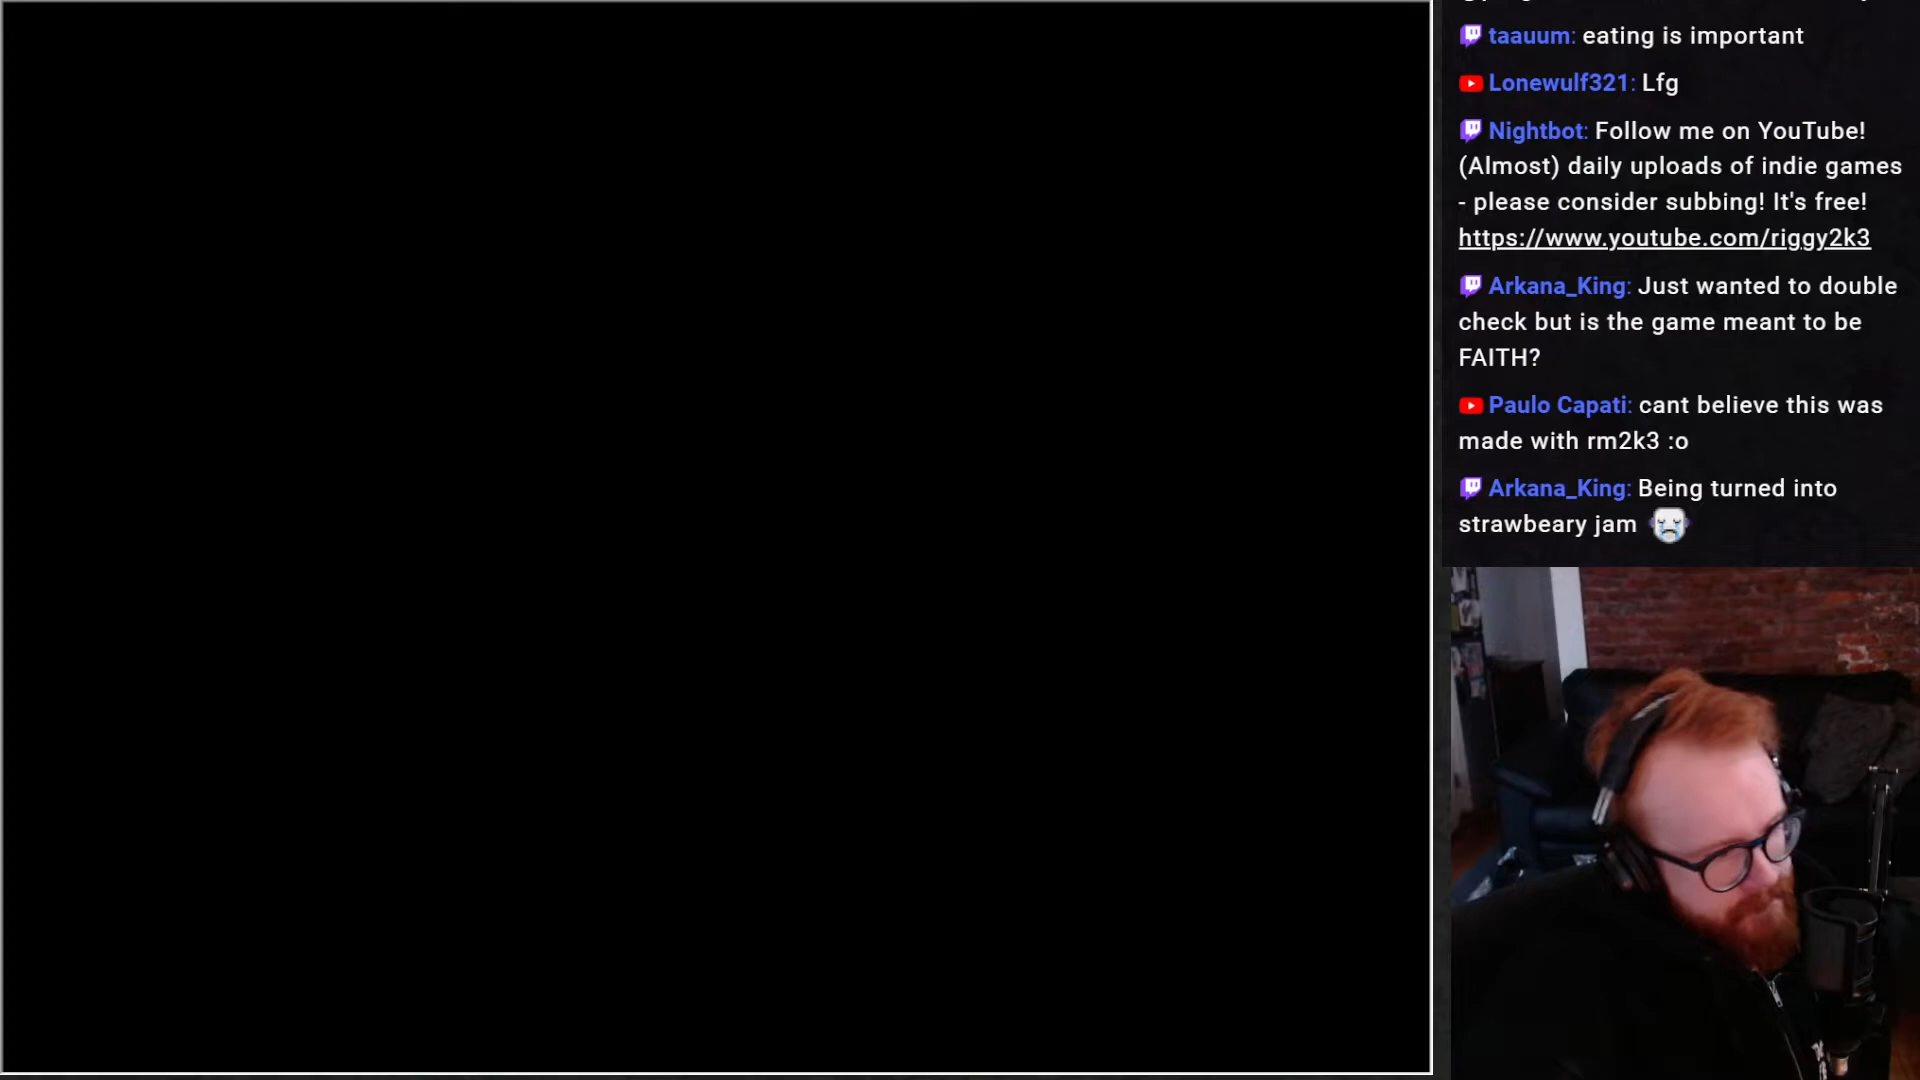 taauum: eating is important
Lonewulf321: Lfg
Nightbot: Follow me on YouTube!
(Almost) daily uploads of indie games
- please consider subbing! It's free!
https://www.youtube.com/riggy2k3
Arkana_King: Just wanted to double
check but is the game meant to be
FAITH?
Paulo Capati: cant believe this was
made with rm2k3 :o
Arkana_King: Being turned into
strawbeary jam